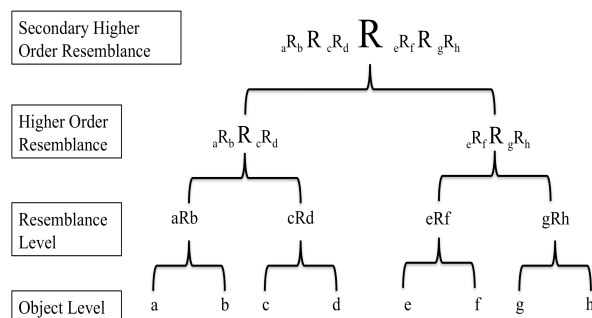 Secondary Higher
Order Resemblance
aRb R cRd R eRf R gRh
Higher Order
Resemblance
aRb R cRd
eRf R gRh
Resemblance
Level
aRb
cRd
eRf
gRh
Object Level
a
b
c
d
e
f
g
h